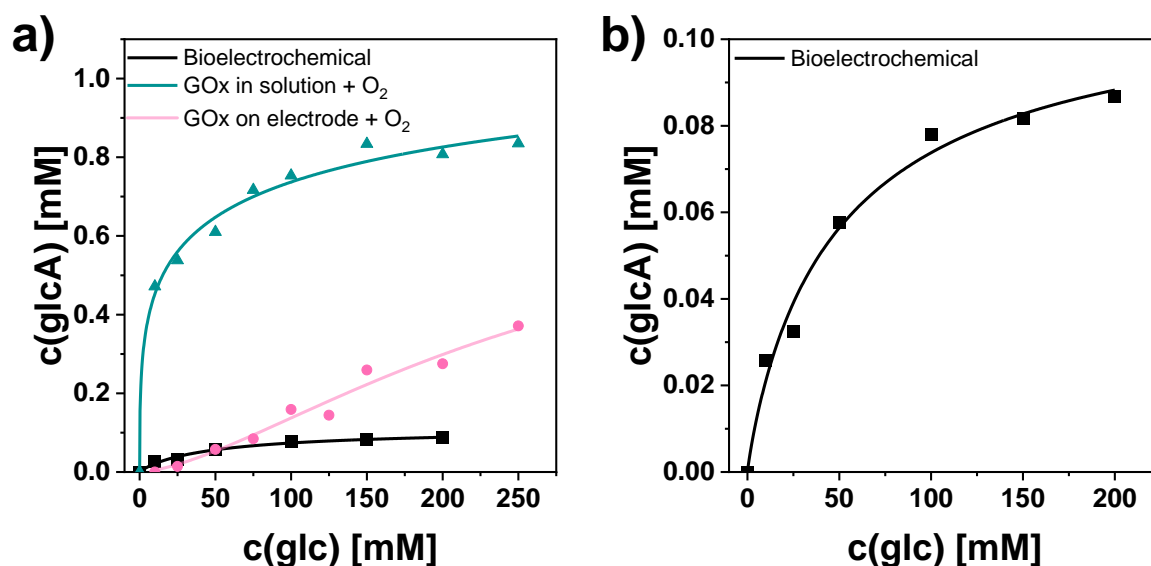 a)
Bioelectrochemical
GOx in solution + O₂
GOx on electrode + O₂
1.0
0.8
0.6
0.4
0.2
0.0
0 50 100 150 200 250
c(glcA) [mM]
c(glc) [mM]
b)
Bioelectrochemical
0.10
0.08
0.06
0.04
0.02
0.00
0 50 100 150 200
c(glcA) [mM]
c(glc) [mM]